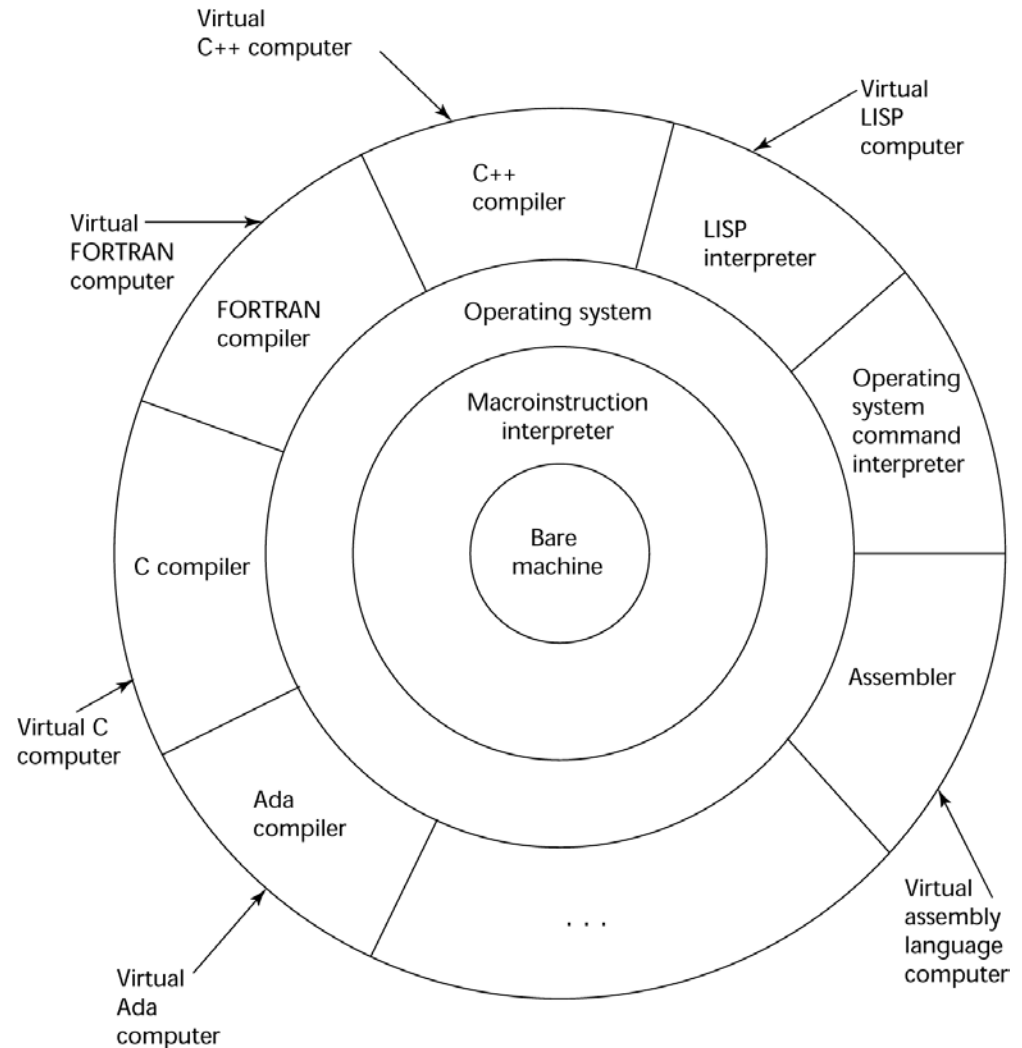 Virtual
C++ computer
Virtual
LISP
computer
C++
compiler
Virtual
FORTRAN
computer
LISP
interpreter
FORTRAN
compiler
Operating system
Operating
system
command
interpreter
Macroinstruction
interpreter
Bare
machine
C compiler
Assembler
Virtual C
computer
Ada
compiler
Virtual
assembly
language
computer
. . .
Virtual
Ada
computer